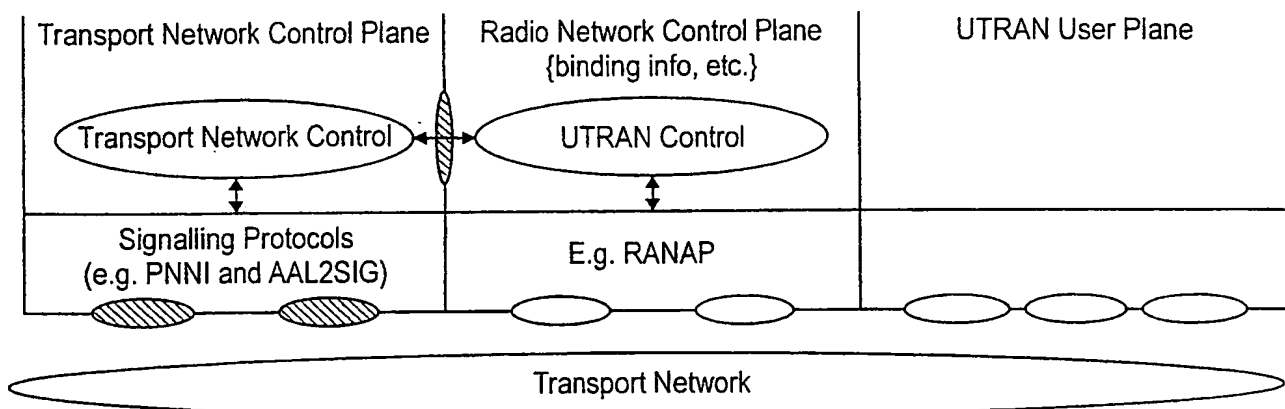 Transport Network Control Plane
Radio Network Control Plane
{binding info, etc.}
UTRAN User Plane
Transport Network Control
UTRAN Control
Signalling Protocols
(e.g. PNNI and AAL2SIG)
E.g. RANAP
Transport Network